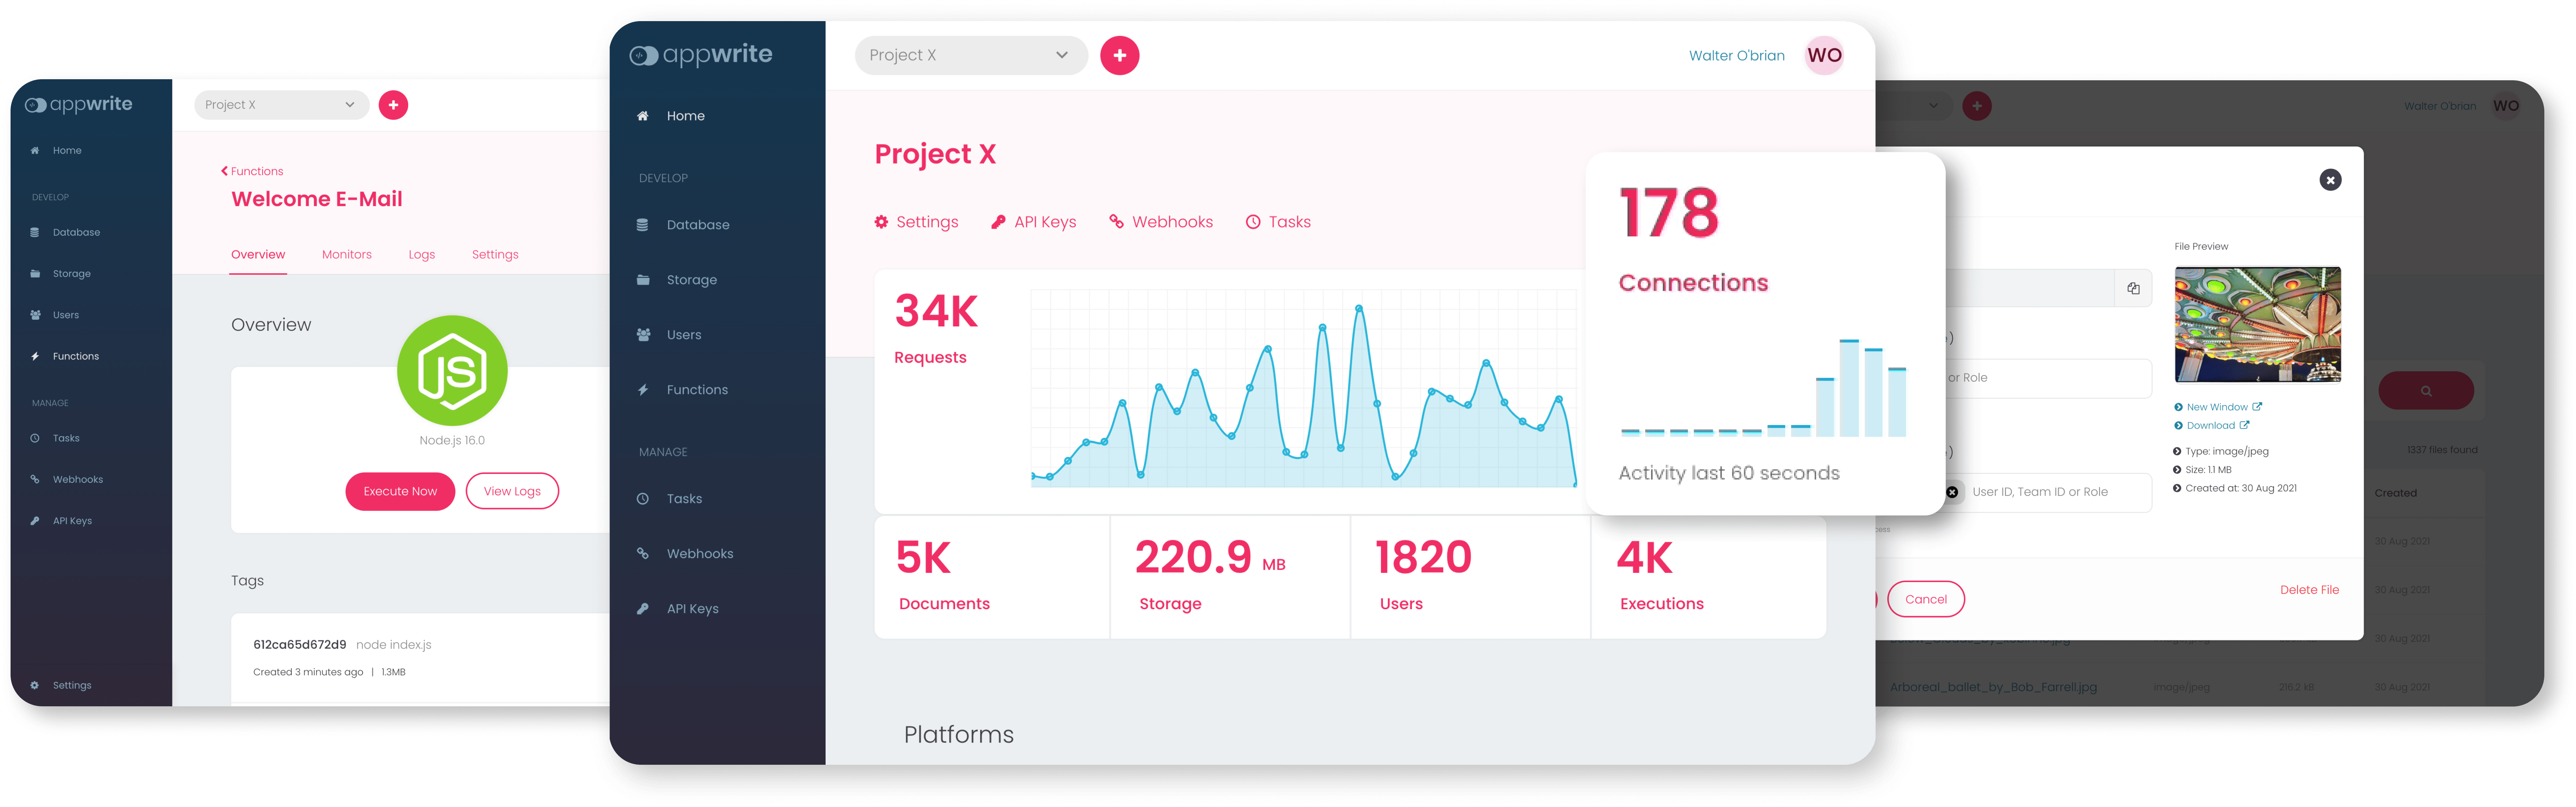 appwrite
Project X
Home
Functions
Welcome E-Mail
DEVELOP
Database
Overview Monitors Logs Settings
Storage
Users
Overview
Functions
JS
MANAGE
Node.js 16.0
Tasks
Webhooks
Execute Now View Logs
API Keys
Tags
612ca65d672d9 node index.js
Created 3 minutes ago | 1.3MB
Settings
appwrite
Project X
Walter O'brian WO
Home
Project X
DEVELOP
Settings API Keys Webhooks Tasks
Database
Storage
Users
Functions
MANAGE
Tasks
Webhooks
API Keys
34K
Requests
178
Connections
Activity last 60 seconds
5K
Documents
220.9 MB
Storage
1820
Users
4K
Executions
Platforms
Walter O'brian WO
File Preview
or Role
New Window
Download
Type: image/jpeg
Size: 1.1 MB
Created at: 30 Aug 2021
User ID, Team ID or Role
Cancel
Delete File
1337 files found
Created
30 Aug 2021
30 Aug 2021
30 Aug 2021
Arboreal_ballet_by_Bob_Farrell.jpg image/jpeg 216.2 kB 30 Aug 2021